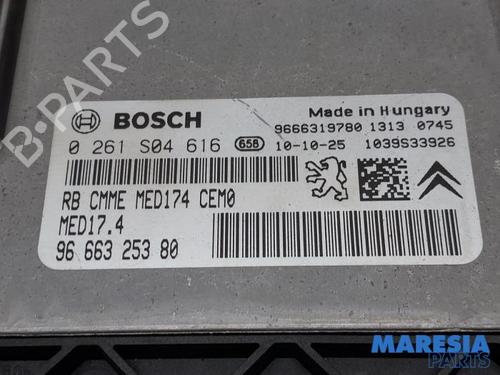 B-PARTS
BOSCH
Made in Hungary
9666319780 1313 0745
0 261 S04 616 658 10-10-25 1039S33926
RB CMME MED174 CEM0
MED17.4
96 663 253 80
MARESIA
PARTS